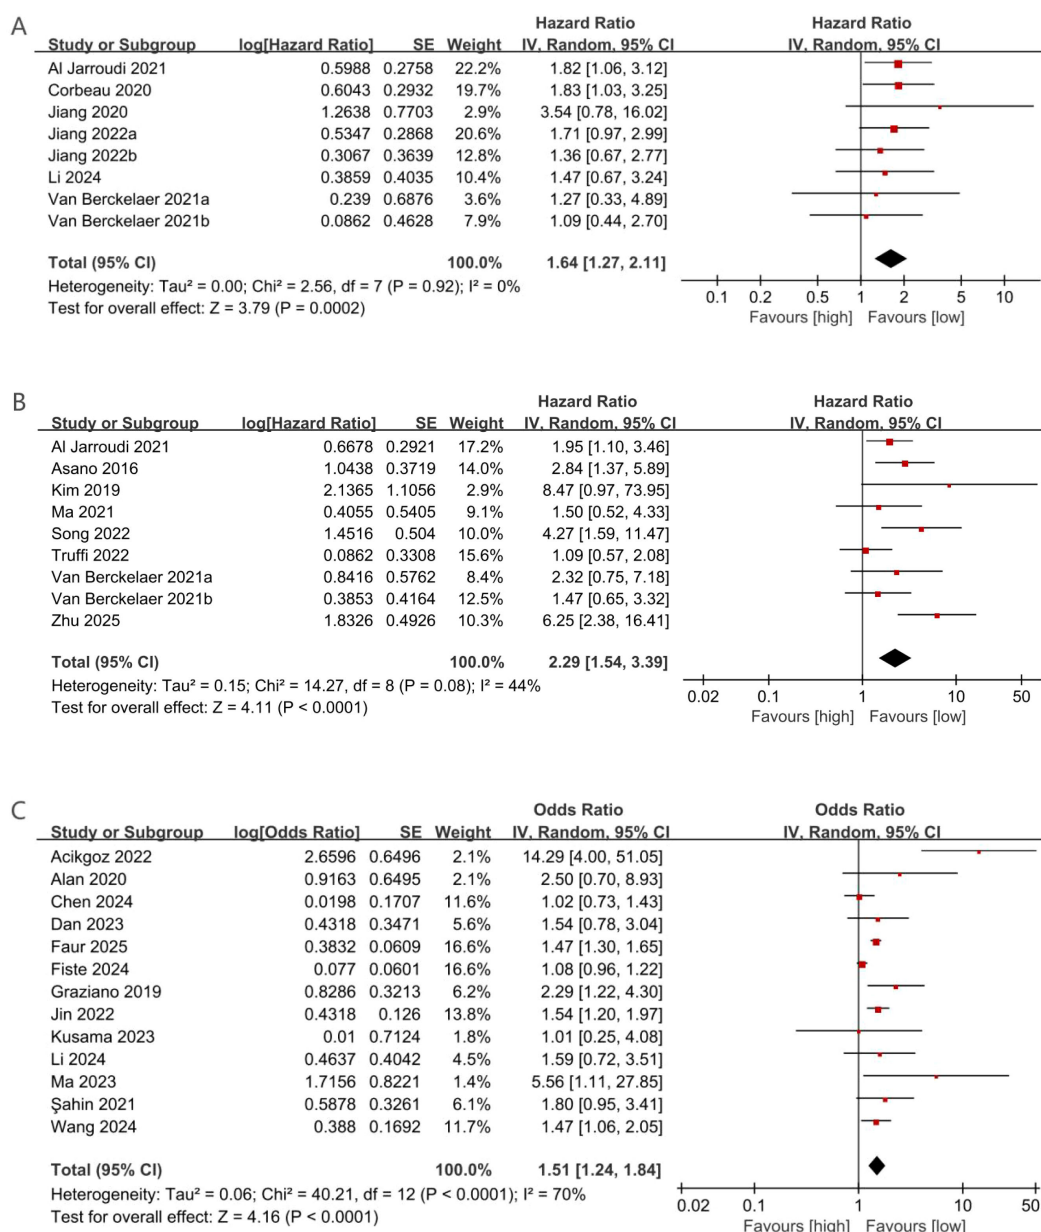 A
Hazard Ratio Hazard Ratio
Study or Subgroup log[Hazard Ratio] SE Weight IV, Random, 95% CI IV, Random, 95% CI
Al Jarroudi 2021 0.5988 0.2758 22.2% 1.82 [1.06, 3.12]
Corbeau 2020 0.6043 0.2932 19.7% 1.83 [1.03, 3.25]
Jiang 2020 1.2638 0.7703 2.9% 3.54 [0.78, 16.02]
Jiang 2022a 0.5347 0.2868 20.6% 1.71 [0.97, 2.99]
Jiang 2022b 0.3067 0.3639 12.8% 1.36 [0.67, 2.77]
Li 2024 0.3859 0.4035 10.4% 1.47 [0.67, 3.24]
Van Berckelaer 2021a 0.239 0.6876 3.6% 1.27 [0.33, 4.89]
Van Berckelaer 2021b 0.0862 0.4628 7.9% 1.09 [0.44, 2.70]
Total (95% CI) 100.0% 1.64 [1.27, 2.11]
Heterogeneity: Tau² = 0.00; Chi² = 2.56, df = 7 (P = 0.92); I² = 0%
Test for overall effect: Z = 3.79 (P = 0.0002)
0.1 0.2 0.5 1 2 5 10
Favours [high] Favours [low]
B
Hazard Ratio Hazard Ratio
Study or Subgroup log[Hazard Ratio] SE Weight IV, Random, 95% CI IV, Random, 95% CI
Al Jarroudi 2021 0.6678 0.2921 17.2% 1.95 [1.10, 3.46]
Asano 2016 1.0438 0.3719 14.0% 2.84 [1.37, 5.89]
Kim 2019 2.1365 1.1056 2.9% 8.47 [0.97, 73.95]
Ma 2021 0.4055 0.5405 9.1% 1.50 [0.52, 4.33]
Song 2022 1.4516 0.504 10.0% 4.27 [1.59, 11.47]
Truffi 2022 0.0862 0.3308 15.6% 1.09 [0.57, 2.08]
Van Berckelaer 2021a 0.8416 0.5762 8.4% 2.32 [0.75, 7.18]
Van Berckelaer 2021b 0.3853 0.4164 12.5% 1.47 [0.65, 3.32]
Zhu 2025 1.8326 0.4926 10.3% 6.25 [2.38, 16.41]
Total (95% CI) 100.0% 2.29 [1.54, 3.39]
Heterogeneity: Tau² = 0.15; Chi² = 14.27, df = 8 (P = 0.08); I² = 44%
Test for overall effect: Z = 4.11 (P < 0.0001)
0.02 0.1 1 10 50
Favours [high] Favours [low]
C
Odds Ratio Odds Ratio
Study or Subgroup log[Odds Ratio] SE Weight IV, Random, 95% CI IV, Random, 95% CI
Acikgoz 2022 2.6596 0.6496 2.1% 14.29 [4.00, 51.05]
Alan 2020 0.9163 0.6495 2.1% 2.50 [0.70, 8.93]
Chen 2024 0.0198 0.1707 11.6% 1.02 [0.73, 1.43]
Dan 2023 0.4318 0.3471 5.6% 1.54 [0.78, 3.04]
Faur 2025 0.3832 0.0609 16.6% 1.47 [1.30, 1.65]
Fiste 2024 0.077 0.0601 16.6% 1.08 [0.96, 1.22]
Graziano 2019 0.8286 0.3213 6.2% 2.29 [1.22, 4.30]
Jin 2022 0.4318 0.126 13.8% 1.54 [1.20, 1.97]
Kusama 2023 0.01 0.7124 1.8% 1.01 [0.25, 4.08]
Li 2024 0.4637 0.4042 4.5% 1.59 [0.72, 3.51]
Ma 2023 1.7156 0.8221 1.4% 5.56 [1.11, 27.85]
Şahin 2021 0.5878 0.3261 6.1% 1.80 [0.95, 3.41]
Wang 2024 0.388 0.1692 11.7% 1.47 [1.06, 2.05]
Total (95% CI) 100.0% 1.51 [1.24, 1.84]
Heterogeneity: Tau² = 0.06; Chi² = 40.21, df = 12 (P < 0.0001); I² = 70%
Test for overall effect: Z = 4.16 (P < 0.0001)
0.02 0.1 1 10 50
Favours [high] Favours [low]